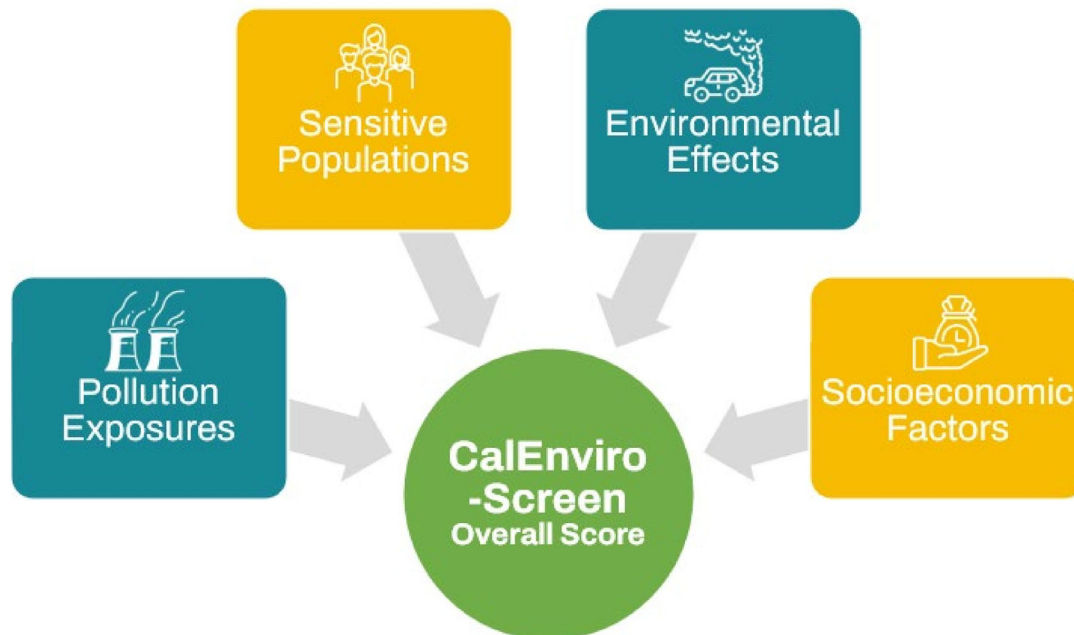 Sensitive
Populations
Environmental
Effects
Pollution
Exposures
Socioeconomic
Factors
CalEnviro
-Screen
Overall Score